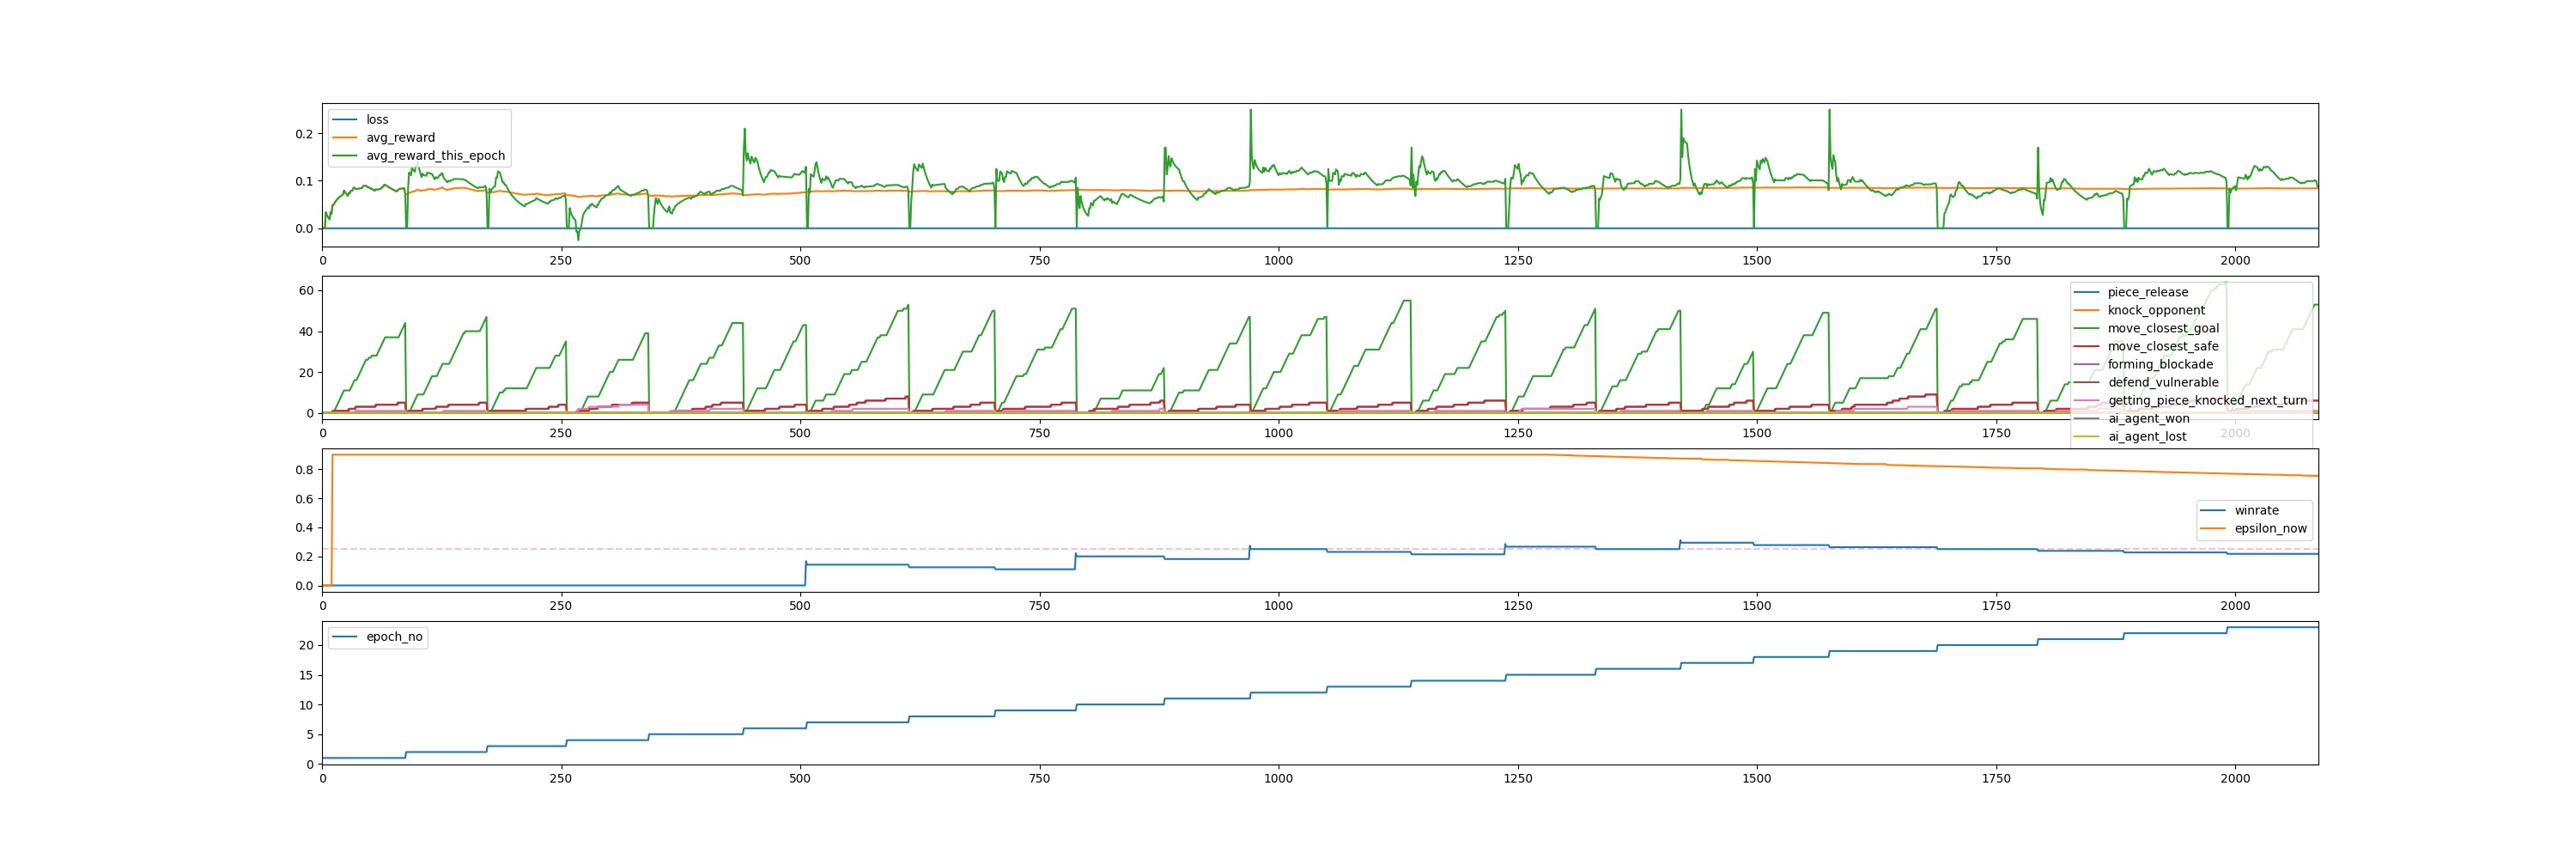 loss
avg_reward
avg_reward_this_epoch
0.2
0.1
0.0
0 250 500 750 1000 1250 1500 1750 2000
piece_release
knock_opponent
move_closest_goal
move_closest_safe
forming_blockade
defend_vulnerable
getting_piece_knocked_next_turn
ai_agent_won
ai_agent_lost
60
40
20
0
0 250 500 750 1000 1250 1500 1750 2000
winrate
epsilon_now
0.8
0.6
0.4
0.2
0.0
0 250 500 750 1000 1250 1500 1750 2000
epoch_no
20
15
10
5
0
0 250 500 750 1000 1250 1500 1750 2000